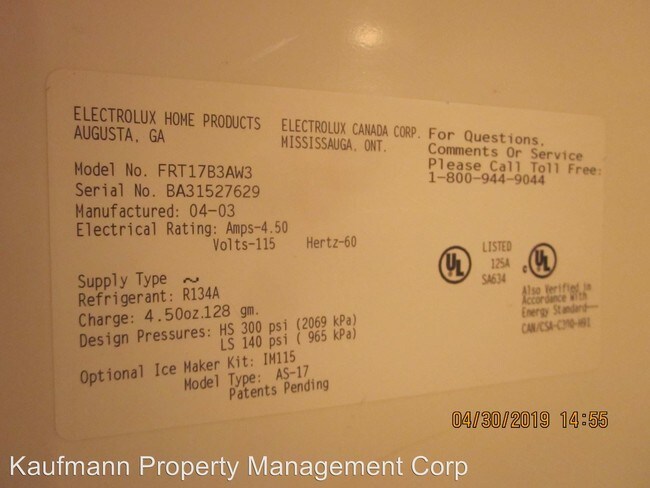 ELECTROLUX HOME PRODUCTS
AUGUSTA, GA
ELECTROLUX CANADA CORP.
MISSISSAUGA, ONT.
For Questions,
Comments Or Service
Please Call Toll Free:
1-800-944-9044
Model No. FRT17B3AW3
Serial No. BA31527629
Manufactured: 04-03
Electrical Rating: Amps-4.50
Volts-115 Hertz-60
UL
LISTED
125A
SA634
c UL
Also Verified in
Accordance with
Energy Standard
CAN/CSA-C390-M91
Supply Type ~
Refrigerant: R134A
Charge: 4.50oz.128 gm.
Design Pressures: HS 300 psi (2069 kPa)
LS 140 psi ( 965 kPa)
Optional Ice Maker Kit: IM115
Model Type: AS-17
Patents Pending
04/30/2019 14:55
Kaufmann Property Management Corp